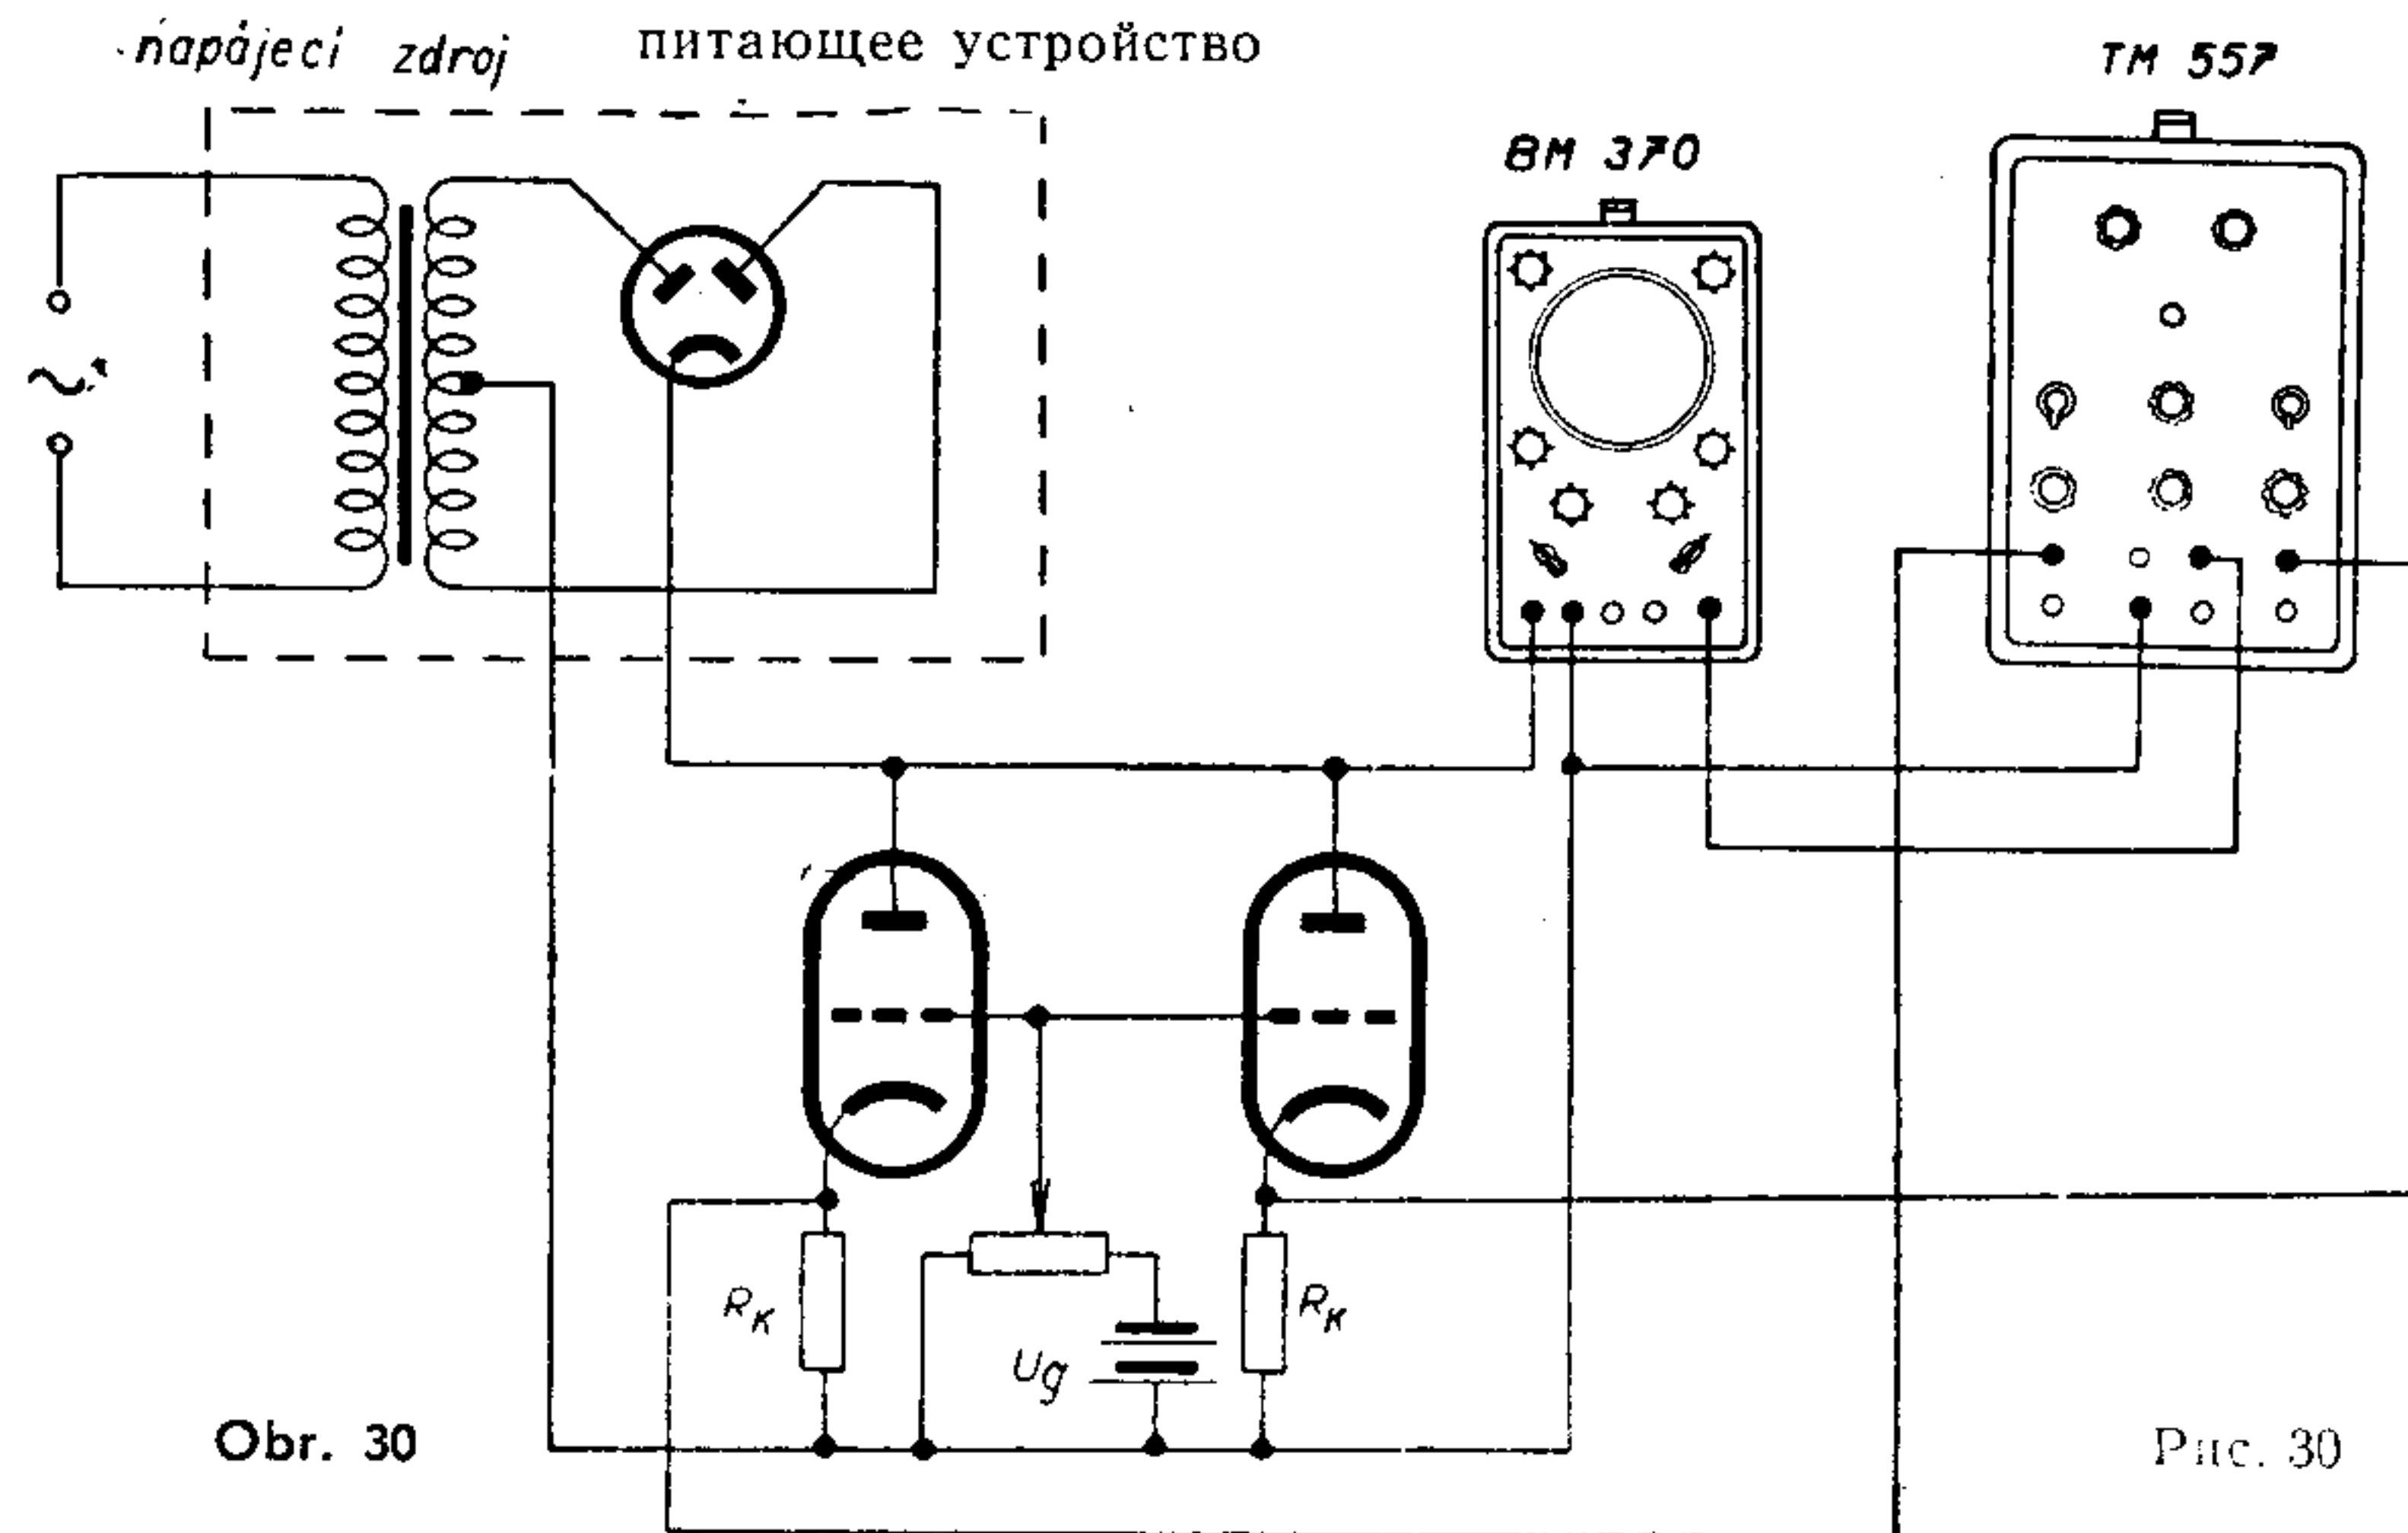 napájecí zdroj
питающее устройство
TM 557
BM 370
~
R_K
R_K
Ug
Obr. 30
Рис. 30